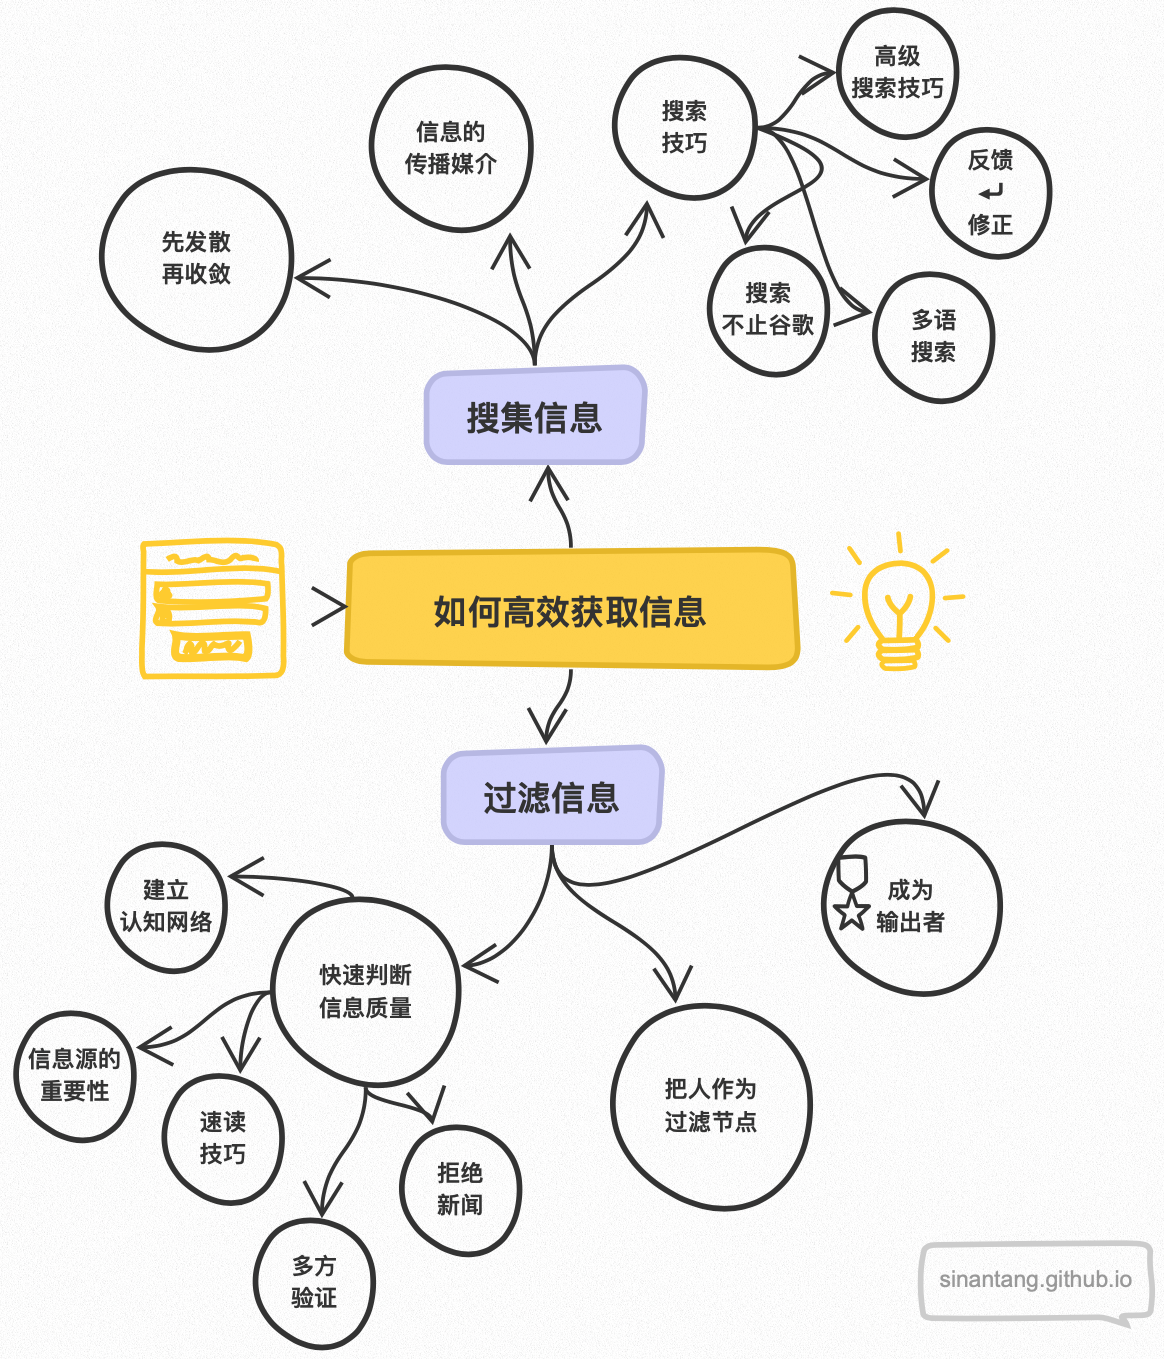 高级
搜索技巧
搜索
技巧
信息的
传播媒介
反馈
修正
先发散
再收敛
搜索
不止谷歌
多语
搜索
搜集信息
如何高效获取信息
过滤信息
建立
认知网络
成为
输出者
快速判断
信息质量
信息源的
重要性
把人作为
过滤节点
速读
技巧
拒绝
新闻
多方
验证
sinantang.github.io